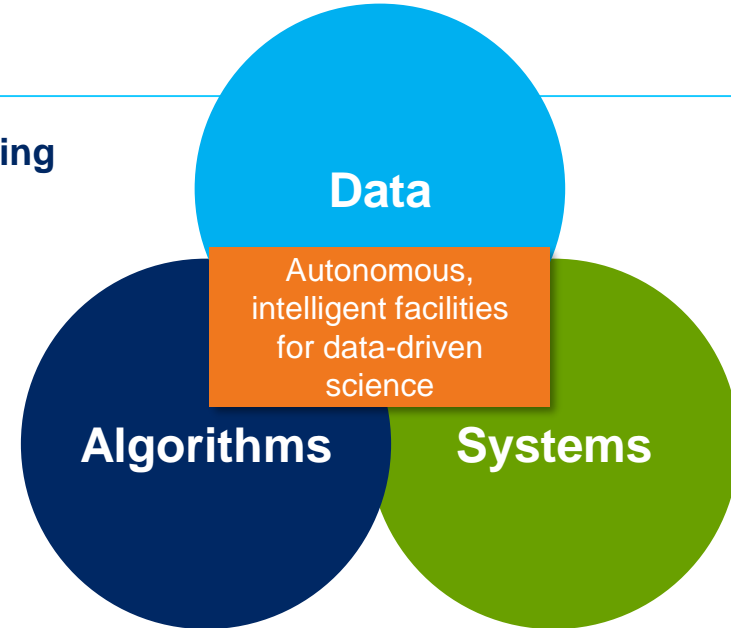 ing
Data
Autonomous,
intelligent facilities
for data-driven
science
Algorithms
Systems